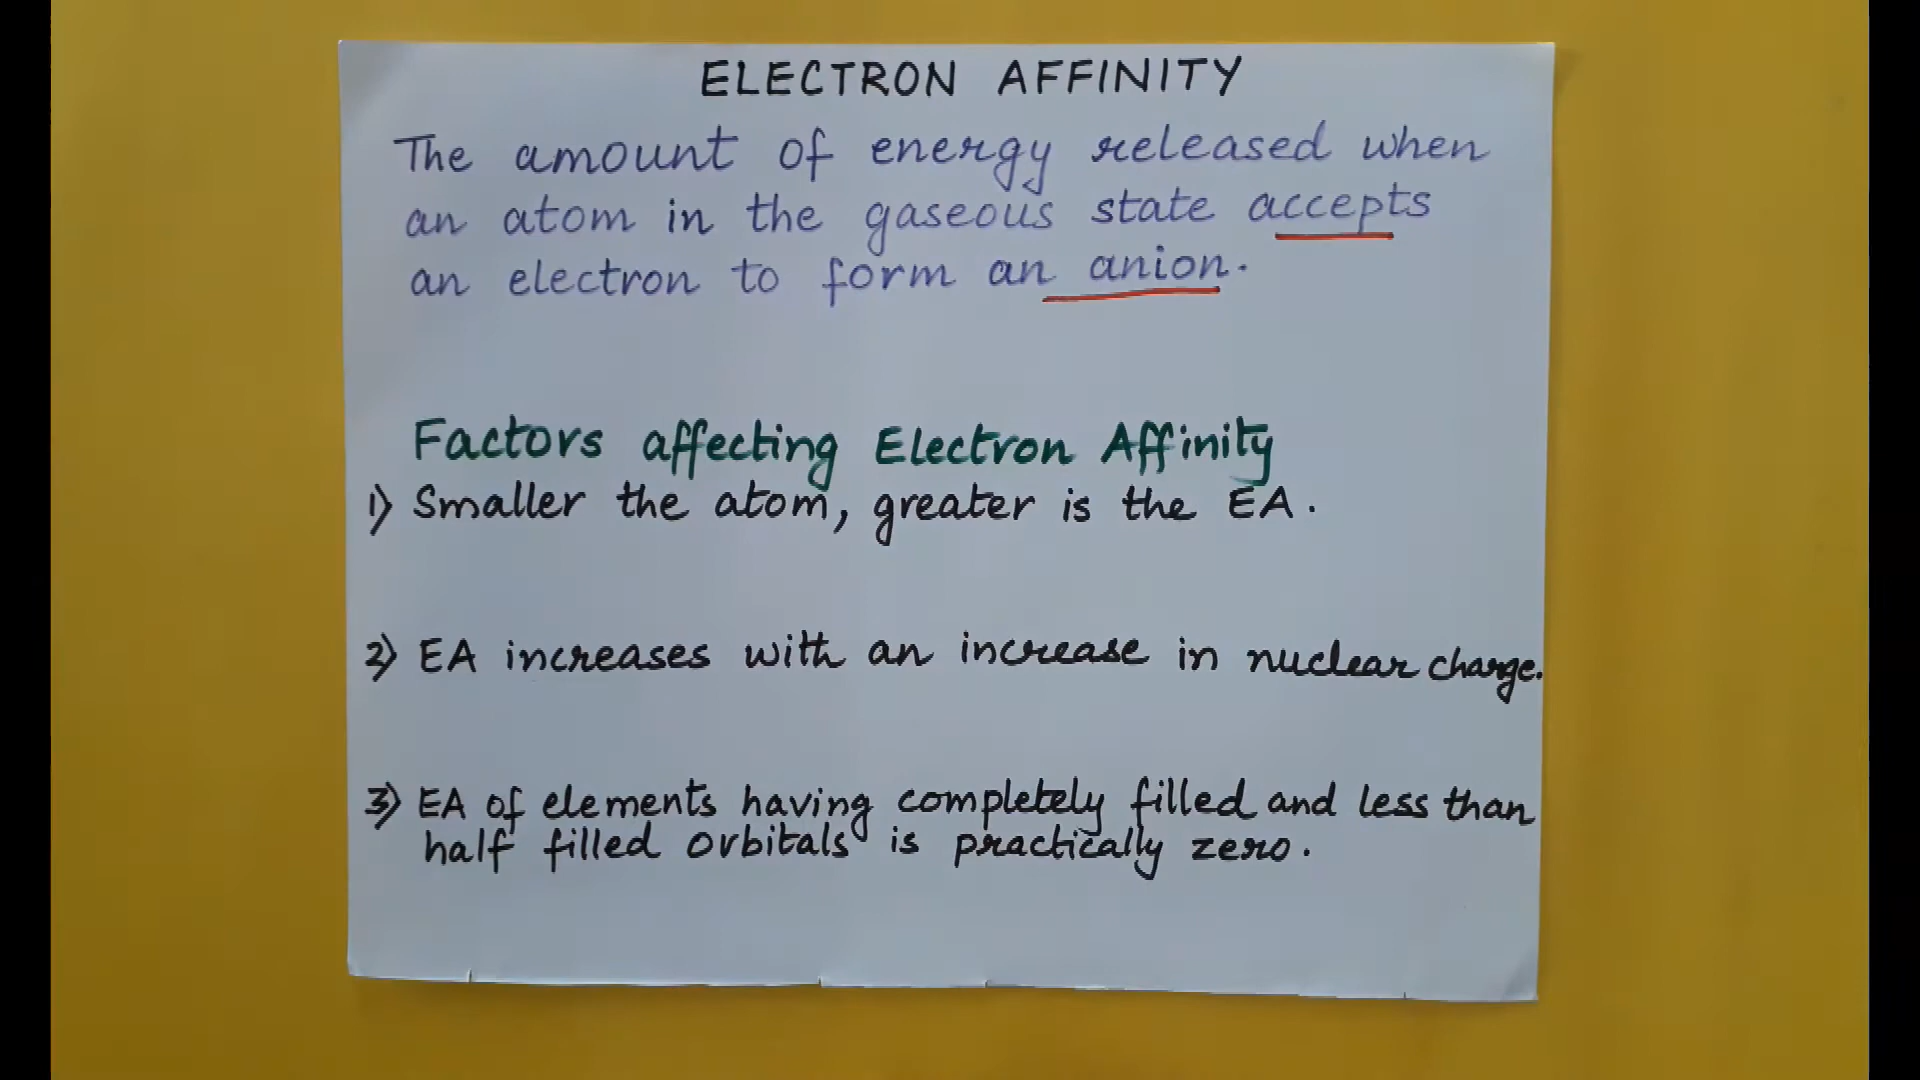 ELECTRON AFFINITY
The amount of energy released when
an atom in the gaseous state accepts
an electron to form an anion.
Factors affecting Electron Affinity
1) Smaller the atom, greater is the EA.
2) EA increases with an increase in nuclear charge.
3) EA of elements having completely filled and less than
half filled orbitals is practically zero.